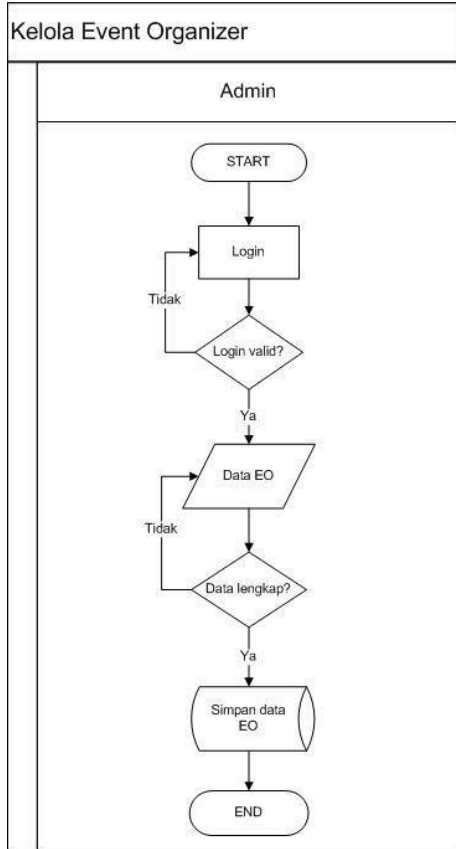 Kelola Event Organizer
Admin
START
Login
Tidak
Login valid?
Ya
Data EO
Tidak
Data lengkap?
Ya
Simpan data
EO
END